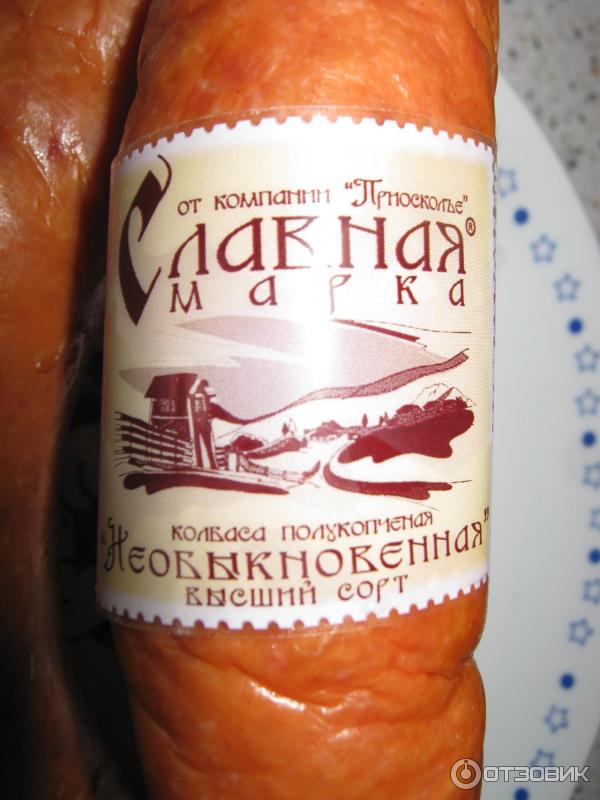 от компании "Приосколье"
Славная®
марка
колбаса полукопченая
"Необыкновенная"
высший сорт
ОТЗОВИК